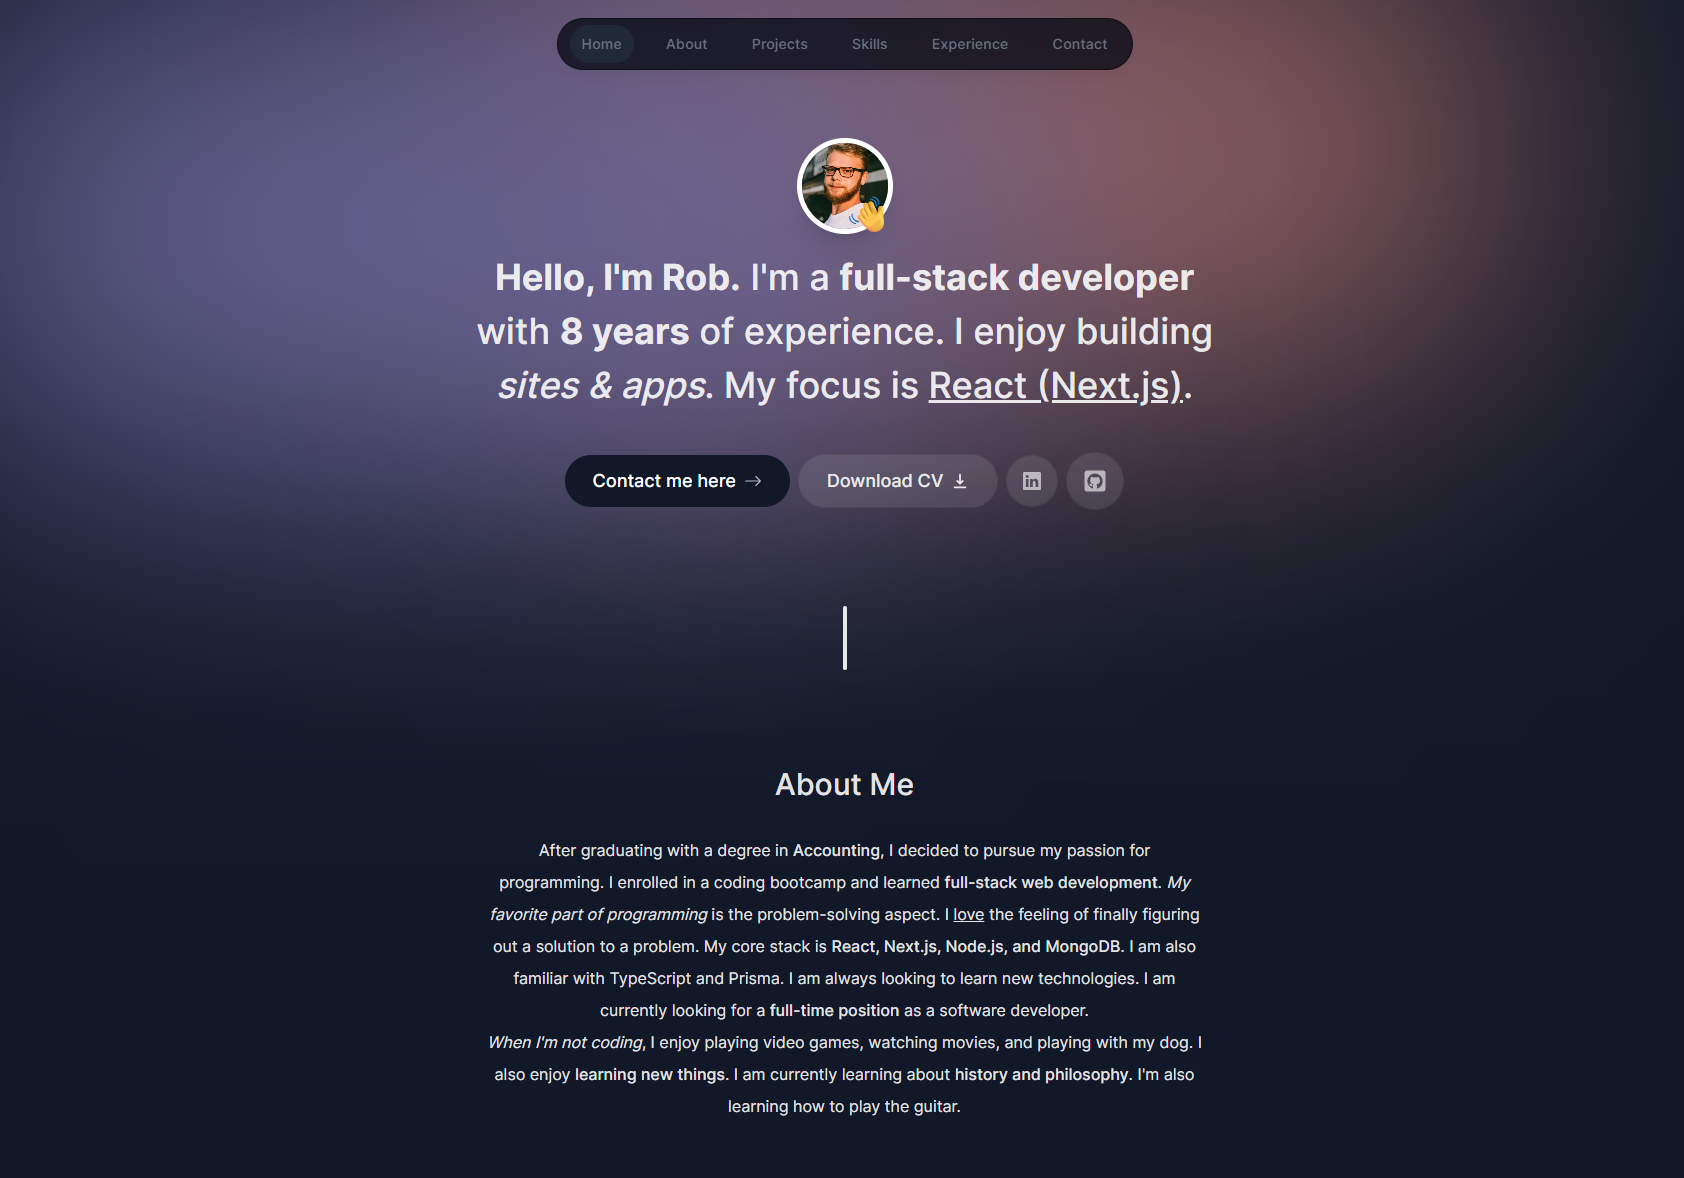 Home About Projects Skills Experience Contact
Hello, I'm Rob. I'm a full-stack developer
with 8 years of experience. I enjoy building
sites & apps. My focus is React (Next.js).
Contact me here
Download CV
in
About Me
After graduating with a degree in Accounting, I decided to pursue my passion for
programming. I enrolled in a coding bootcamp and learned full-stack web development. My
favorite part of programming is the problem-solving aspect. I love the feeling of finally figuring
out a solution to a problem. My core stack is React, Next.js, Node.js, and MongoDB. I am also
familiar with TypeScript and Prisma. I am always looking to learn new technologies. I am
currently looking for a full-time position as a software developer.
When I'm not coding, I enjoy playing video games, watching movies, and playing with my dog. I
also enjoy learning new things. I am currently learning about history and philosophy. I'm also
learning how to play the guitar.